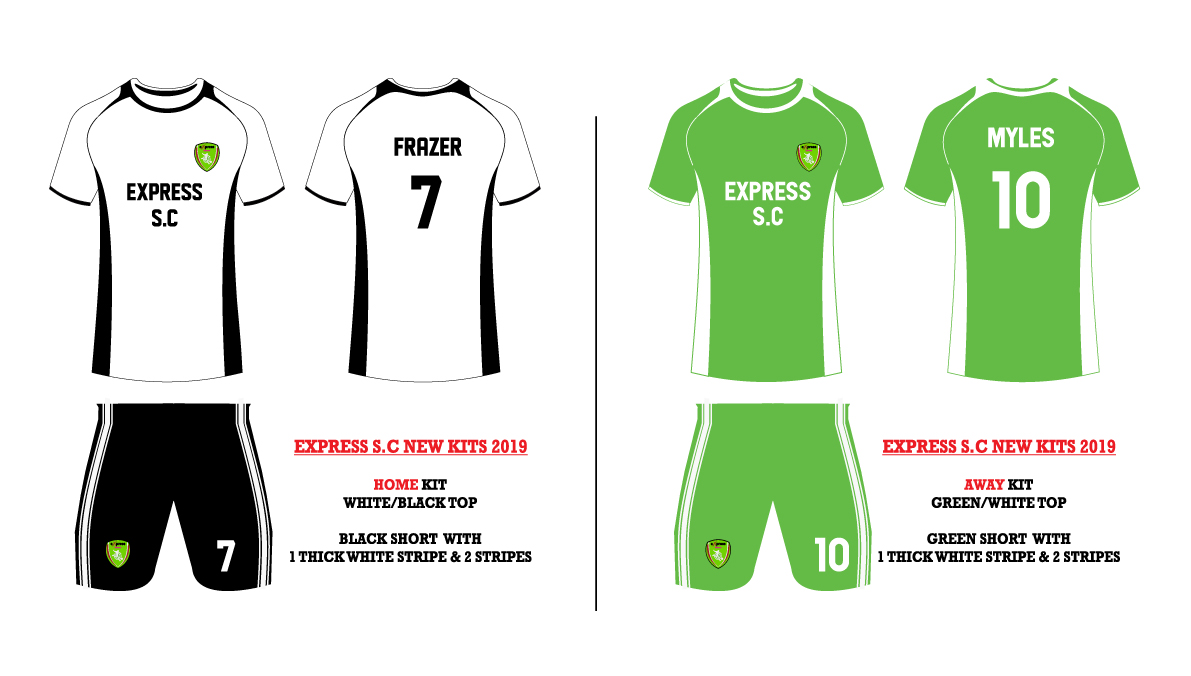 FRAZER
7
EXPRESS
S.C
EXPRESS S.C NEW KITS 2019
HOME KIT
WHITE/BLACK TOP
BLACK SHORT WITH
1 THICK WHITE STRIPE & 2 STRIPES
7
MYLES
10
EXPRESS
S.C
EXPRESS S.C NEW KITS 2019
AWAY KIT
GREEN/WHITE TOP
GREEN SHORT WITH
1 THICK WHITE STRIPE & 2 STRIPES
10